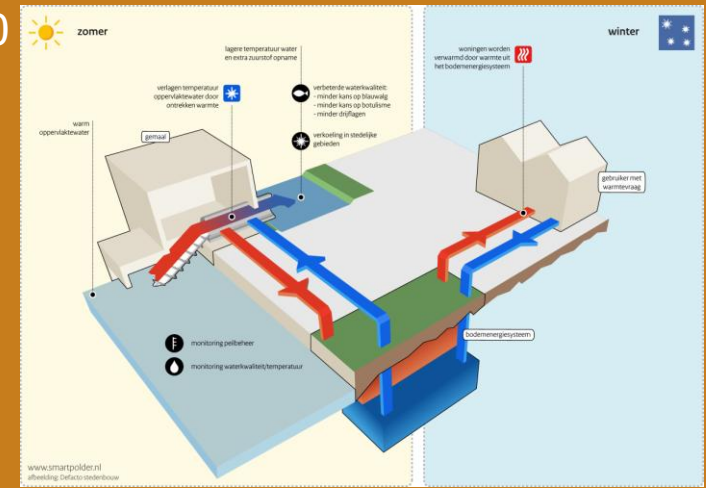 zomer
winter
lagere temperatuur water
en extra zuurstof opname
woningen worden
verwarmd door warmte uit
het bodemenergiesysteem
verlagen temperatuur
oppervlaktewater door
ontrekken warmte
verbeterde waterkwaliteit:
- minder kans op blauwalg
- minder kans op botulisme
- minder drijflagen
warm
oppervlaktewater
gemaal
verkoeling in stedelijke
gebieden
gebruiker met
warmtevraag
bodemenergiesysteem
monitoring peilbeheer
monitoring waterkwaliteit/temperatuur
www.smartpolder.nl
afbeelding: Defacto stedenbouw